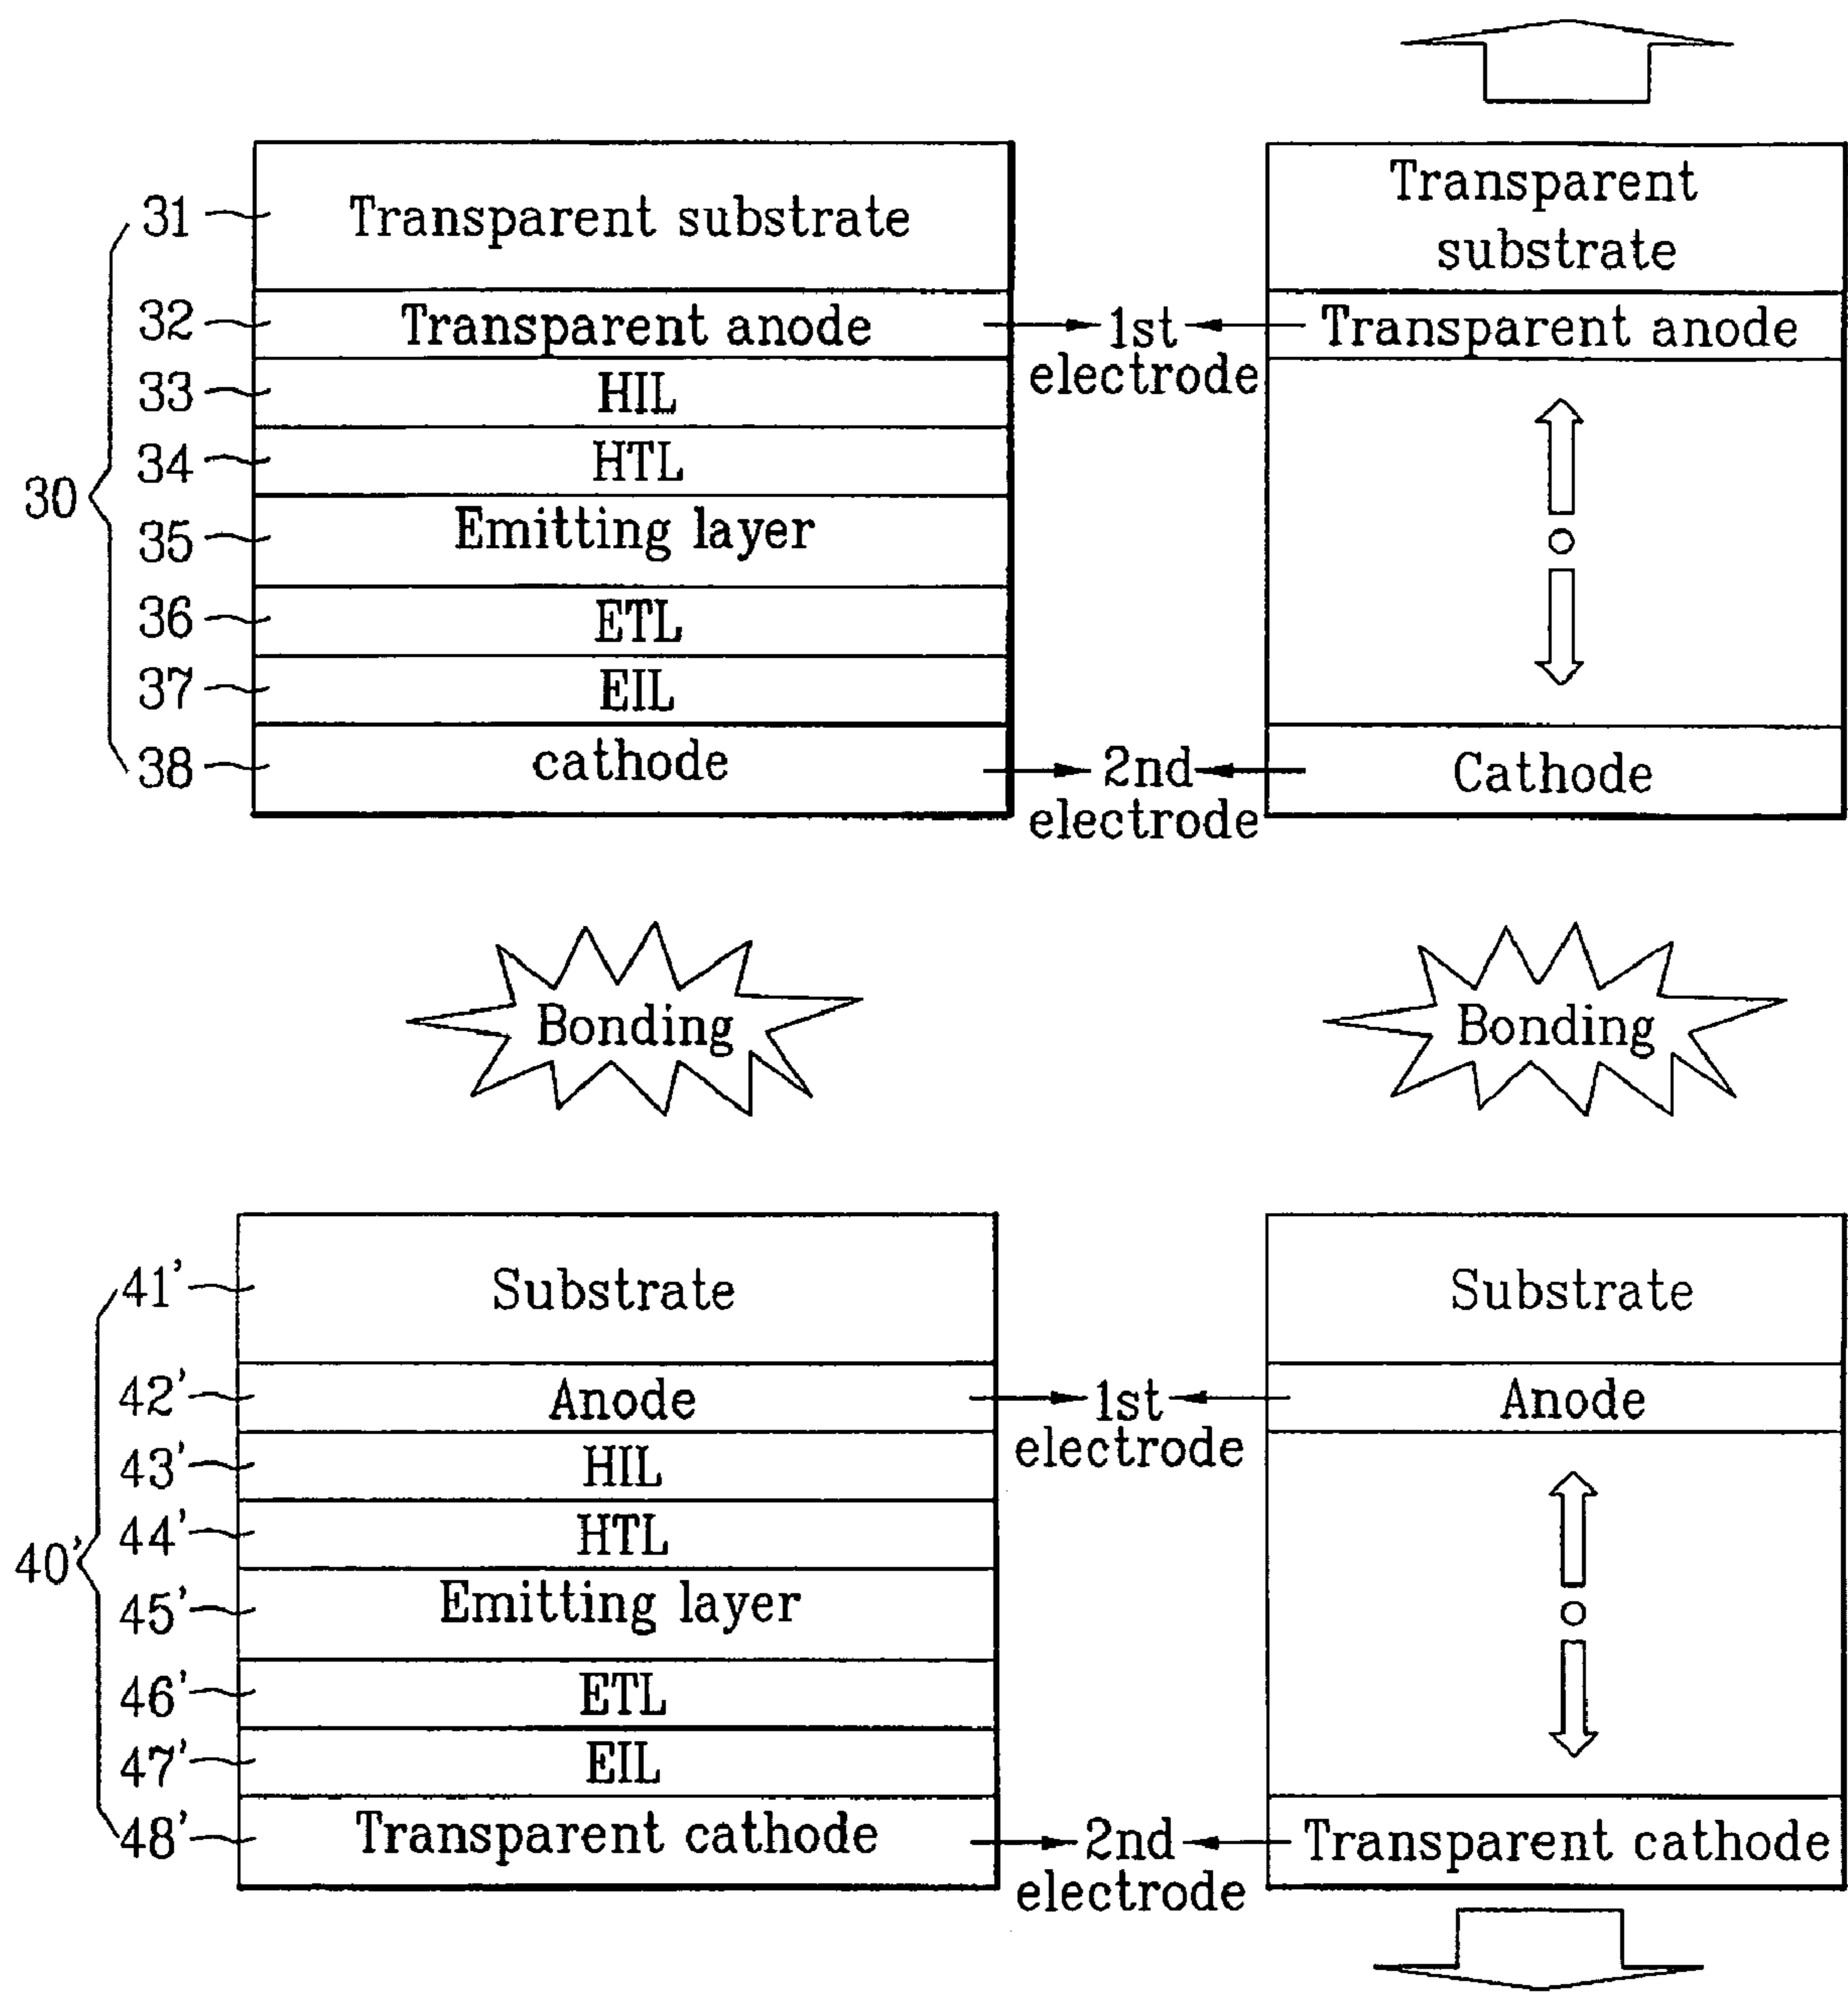 30
31
Transparent substrate
32
Transparent anode
33
HIL
34
HTL
35
Emitting layer
36
ETL
37
EIL
38
cathode
1st
electrode
2nd
electrode
Transparent
substrate
Transparent anode
Cathode
Bonding
Bonding
40'
41'
Substrate
42'
Anode
43'
HIL
44'
HTL
45'
Emitting layer
46'
ETL
47'
EIL
48'
Transparent cathode
1st
electrode
2nd
electrode
Substrate
Anode
Transparent cathode